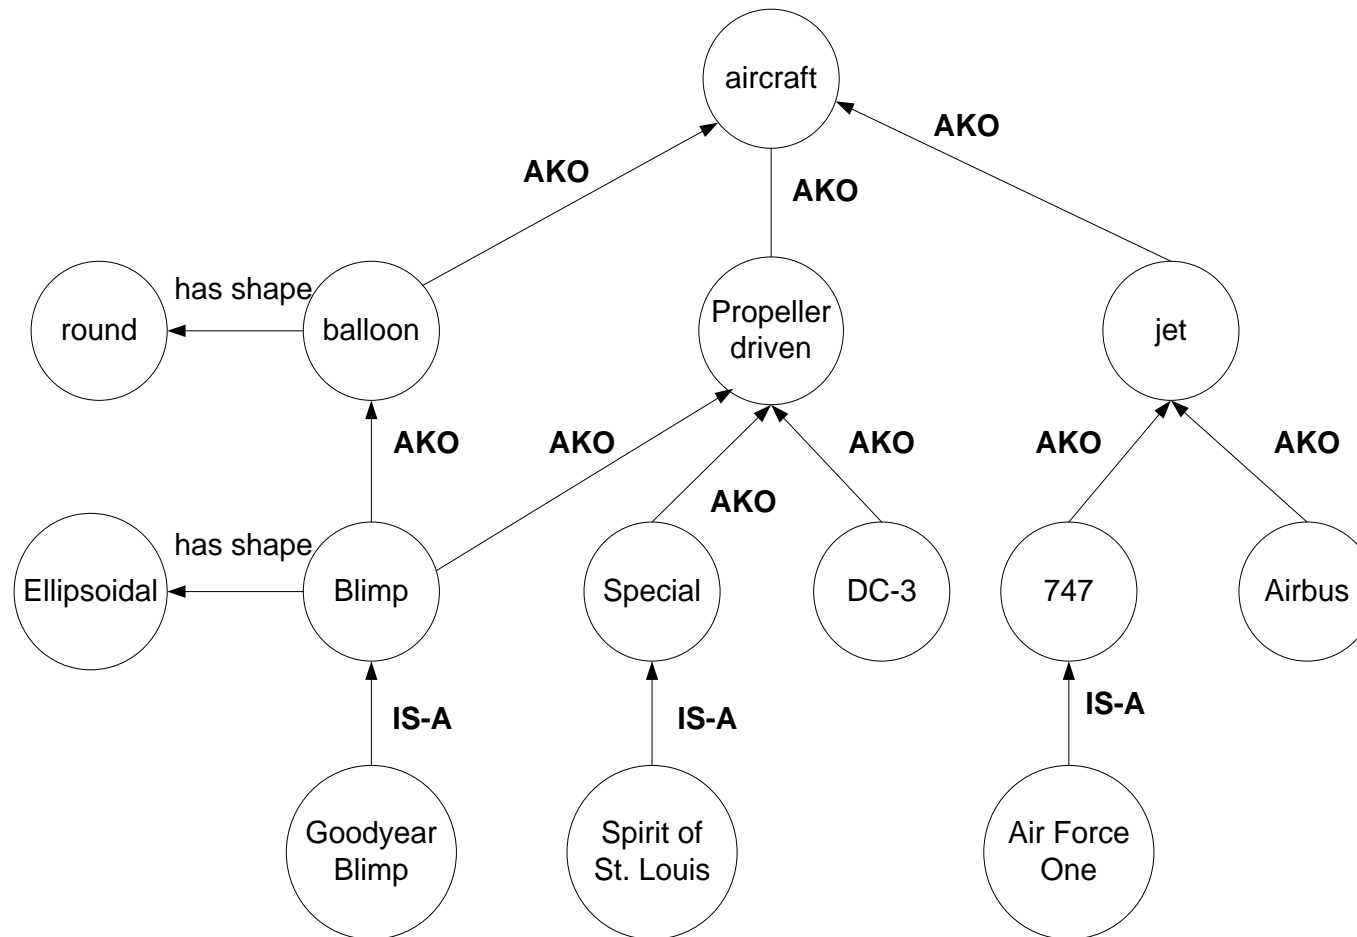 aircraft
AKO
AKO
AKO
has shape
round
balloon
Propeller
driven
jet
AKO
AKO
AKO
AKO
AKO
AKO
has shape
Ellipsoidal
Blimp
Special
DC-3
747
Airbus
IS-A
IS-A
IS-A
Goodyear
Blimp
Spirit of
St. Louis
Air Force
One